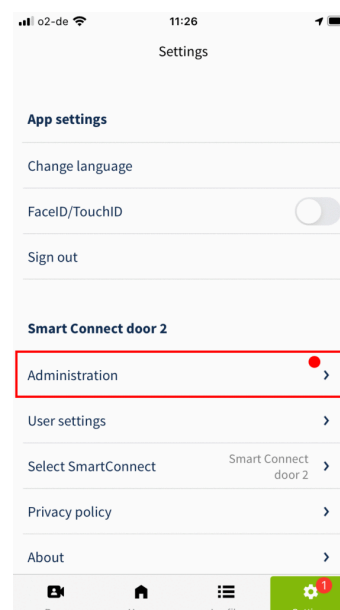 o2-de 11:26
Settings
App settings
Change language
FaceID/TouchID
Sign out
Smart Connect door 2
Administration
User settings
Select SmartConnect Smart Connect
door 2
Privacy policy
About
1